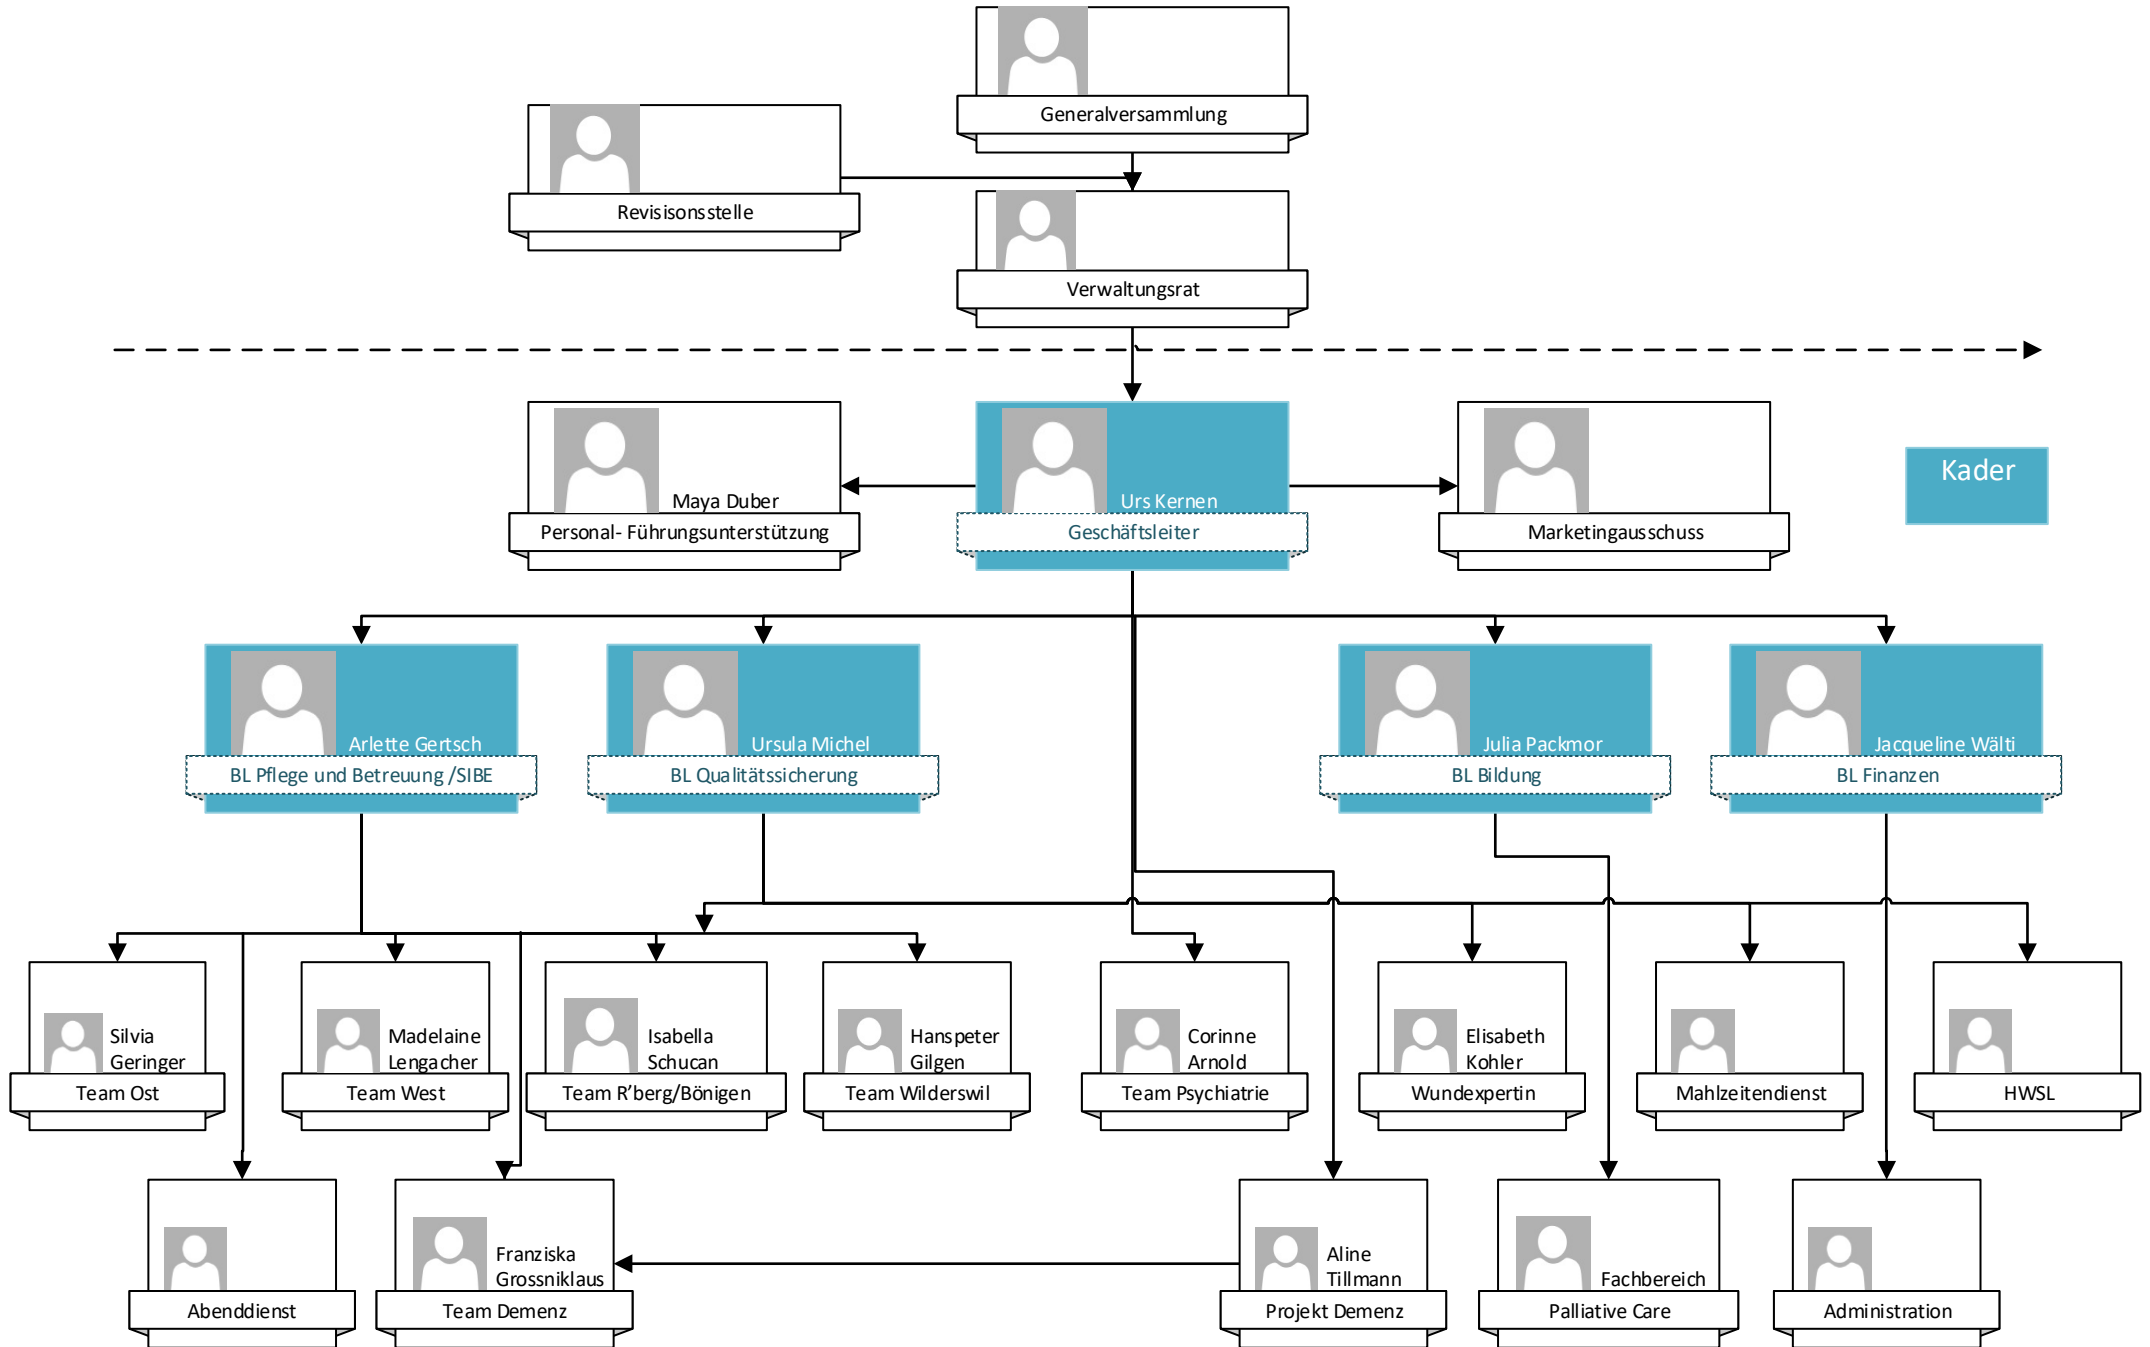 Generalversammlung
Revisisonsstelle
Verwaltungsrat
Kader
Maya Duber
Personal- Führungsunterstützung
Urs Kernen
Geschäftsleiter
Marketingausschuss
Arlette Gertsch
BL Pflege und Betreuung /SIBE
Ursula Michel
BL Qualitätssicherung
Julia Packmor
BL Bildung
Jacqueline Wälti
BL Finanzen
Silvia
Geringer
Team Ost
Madelaine
Lengacher
Team West
Isabella
Schucan
Team R’berg/Bönigen
Hanspeter
Gilgen
Team Wilderswil
Corinne
Arnold
Team Psychiatrie
Elisabeth
Kohler
Wundexpertin
Mahlzeitendienst
HWSL
Abenddienst
Franziska
Grossniklaus
Team Demenz
Aline
Tillmann
Projekt Demenz
Fachbereich
Palliative Care
Administration